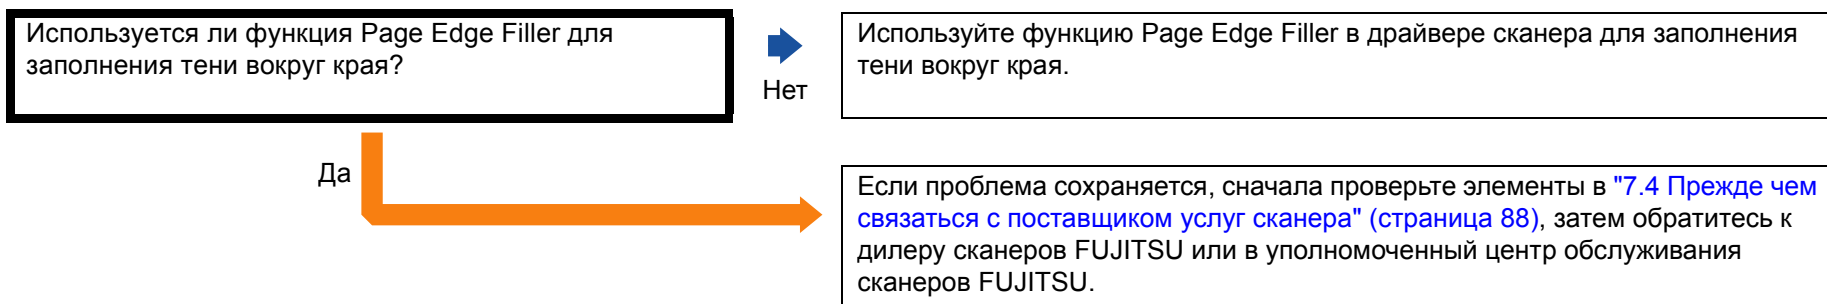 Используется ли функция Page Edge Filler для
заполнения тени вокруг края?
Нет
Используйте функцию Page Edge Filler в драйвере сканера для заполнения
тени вокруг края.
Да
Если проблема сохраняется, сначала проверьте элементы в "7.4 Прежде чем
связаться с поставщиком услуг сканера" (страница 88), затем обратитесь к
дилеру сканеров FUJITSU или в уполномоченный центр обслуживания
сканеров FUJITSU.